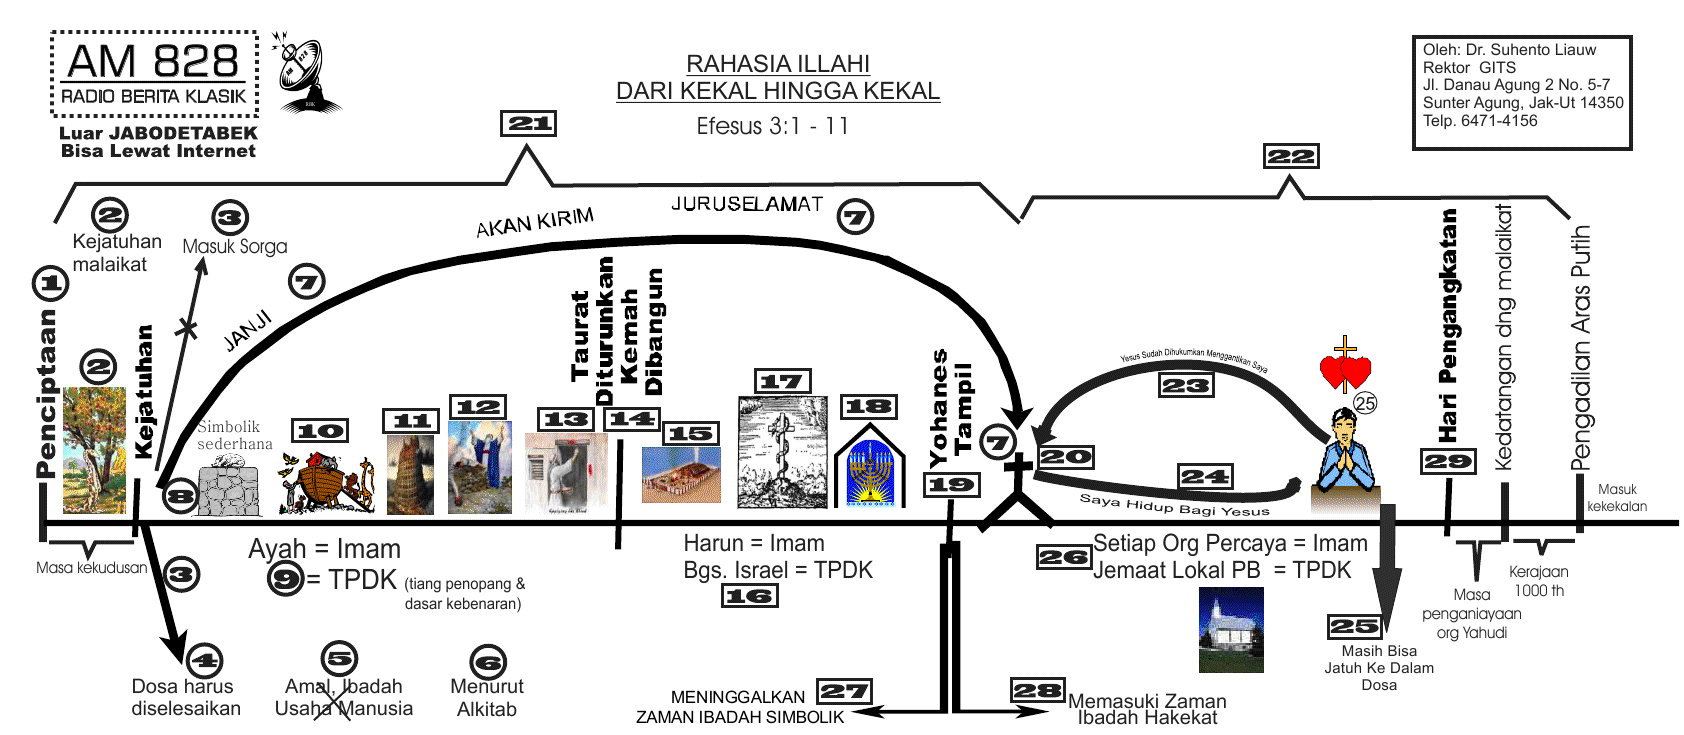 AM 828
RADIO BERITA KLASIK
Luar JABODETABEK
Bisa Lewat Internet
AM 828
RBK
RAHASIA ILLAHI
DARI KEKAL HINGGA KEKAL
Efesus 3:1 - 11
Oleh: Dr. Suhento Liauw
Rektor GITS
Jl. Danau Agung 2 No. 5-7
Sunter Agung, Jak-Ut 14350
Telp. 6471-4156
21
22
2
Kejatuhan
malaikat
3
Masuk Sorga
1
Penciptaan
2
Kejatuhan
7
JANJI
AKAN KIRIM
JURUSELAMAT
7
8
Simbolik
sederhana
10
11
12
13
Applying the Blood
Taurat
Diturunkan
Kemah
Dibangun
14
15
17
18
Yohanes
Tampil
19
7
20
Yesus Sudah Dihukumkan Menggantikan Saya
23
24
Saya Hidup Bagi Yesus
25
Hari Pengangkatan
29
Kedatangan dng malaikat
Pengadilan Aras Putih
Masuk
kekekalan
Masa kekudusan
3
Ayah = Imam
9 = TPDK (tiang penopang &
dasar kebenaran)
Harun = Imam
Bgs. Israel = TPDK
16
26
Setiap Org Percaya = Imam
Jemaat Lokal PB = TPDK
Masa
penganiayaan
org Yahudi
Kerajaan
1000 th
25
Masih Bisa
Jatuh Ke Dalam
Dosa
4
Dosa harus
diselesaikan
5
Amal, Ibadah
Usaha Manusia
6
Menurut
Alkitab
MENINGGALKAN
ZAMAN IBADAH SIMBOLIK
27
28
Memasuki Zaman
Ibadah Hakekat